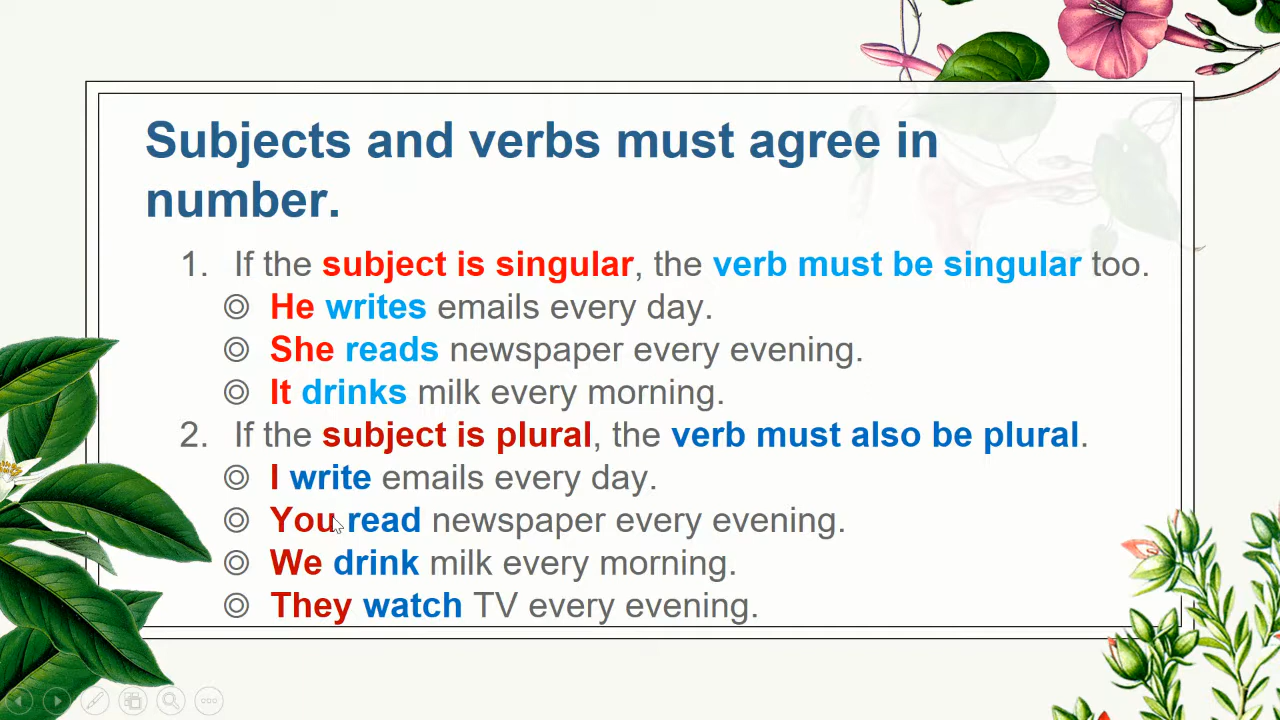 Subjects and verbs must agree in
number.
1. If the subject is singular, the verb must be singular too.
He writes emails every day.
She reads newspaper every evening.
It drinks milk every morning.
2. If the subject is plural, the verb must also be plural.
I write emails every day.
You read newspaper every evening.
We drink milk every morning.
They watch TV every evening.